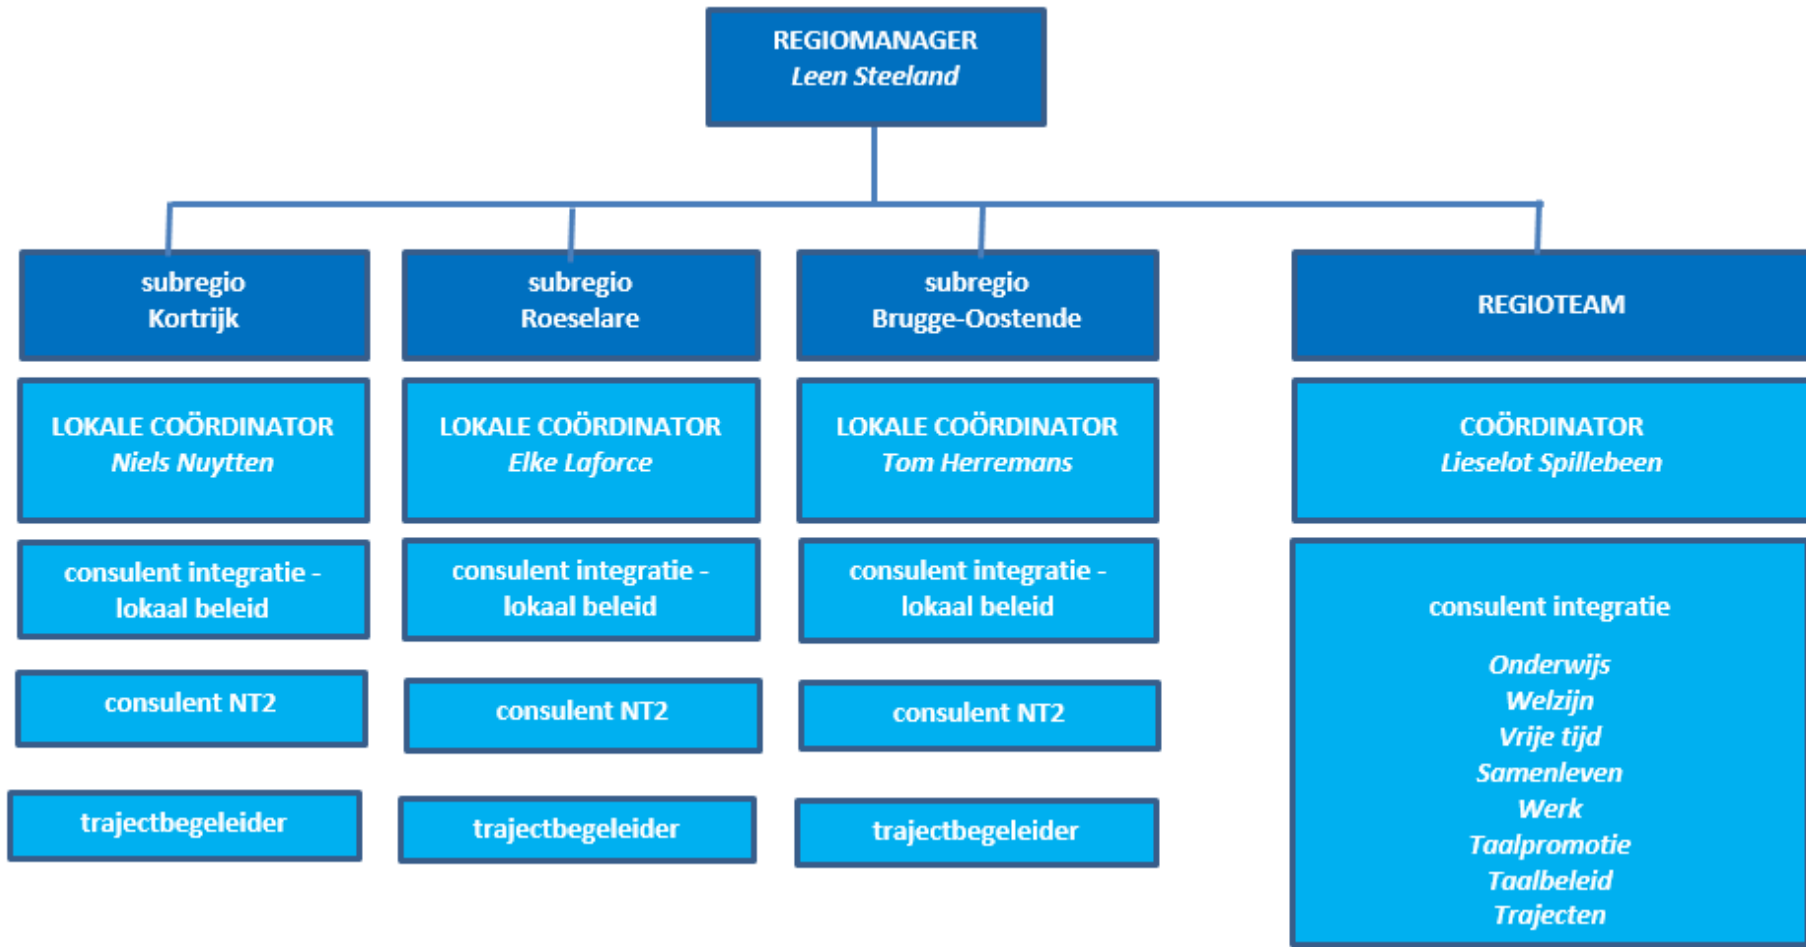 REGIOMANAGER
Leen Steeland
subregio
Kortrijk
LOKALE COÖRDINATOR
Niels Nuytten
consulent integratie -
lokaal beleid
consulent NT2
trajectbegeleider
subregio
Roeselare
LOKALE COÖRDINATOR
Elke Laforce
consulent integratie -
lokaal beleid
consulent NT2
trajectbegeleider
subregio
Brugge-Oostende
LOKALE COÖRDINATOR
Tom Herremans
consulent integratie -
lokaal beleid
consulent NT2
trajectbegeleider
REGIOTEAM
COÖRDINATOR
Lieselot Spillebeen
consulent integratie
Onderwijs
Welzijn
Vrije tijd
Samenleven
Werk
Taalpromotie
Taalbeleid
Trajecten